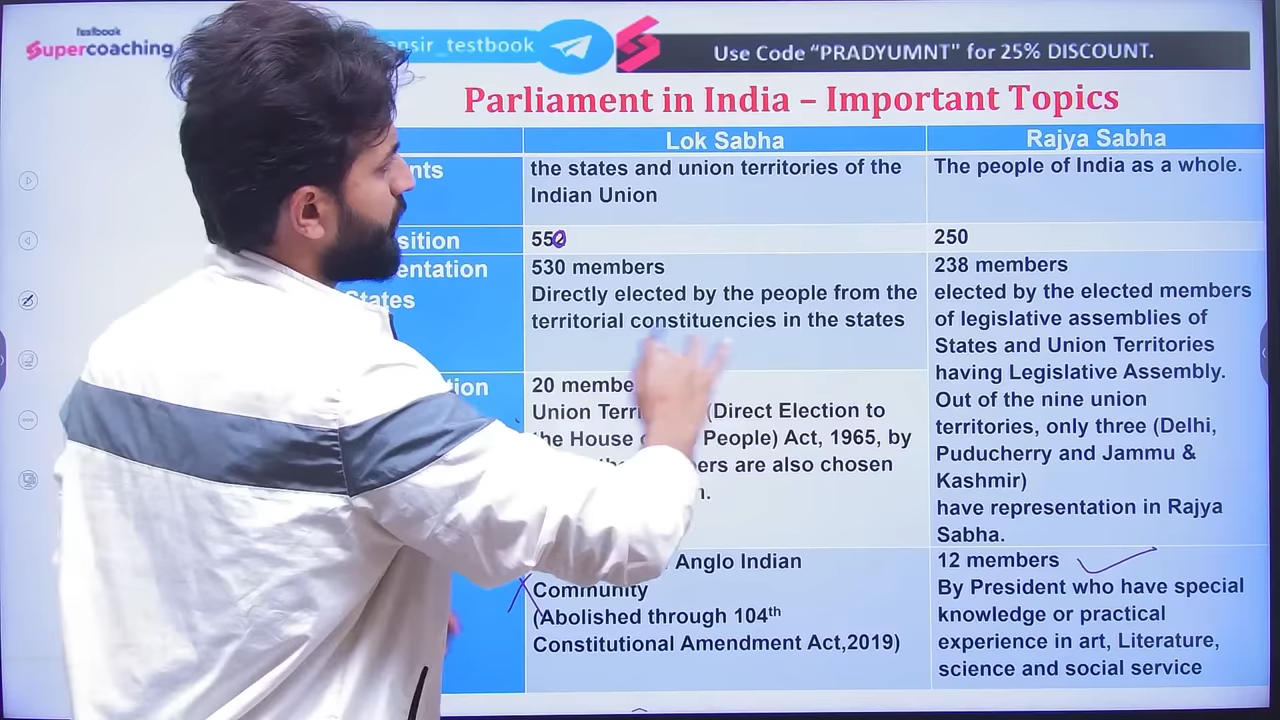 testbook
Supercoaching
ensir_testbook
Use Code “PRADYUMNT" for 25% DISCOUNT.
Parliament in India – Important Topics
Lok Sabha
Rajya Sabha
nts
the states and union territories of the
Indian Union
The people of India as a whole.
sition
552
250
entation
States
530 members
Directly elected by the people from the
territorial constituencies in the states
238 members
elected by the elected members
of legislative assemblies of
States and Union Territories
having Legislative Assembly.
Out of the nine union
territories, only three (Delhi,
Puducherry and Jammu &
Kashmir)
have representation in Rajya
Sabha.
ion
20 membe
Union Terri (Direct Election to
the House People) Act, 1965, by
ers are also chosen
n.
Anglo Indian
Community
(Abolished through 104th
Constitutional Amendment Act,2019)
12 members
By President who have special
knowledge or practical
experience in art, Literature,
science and social service